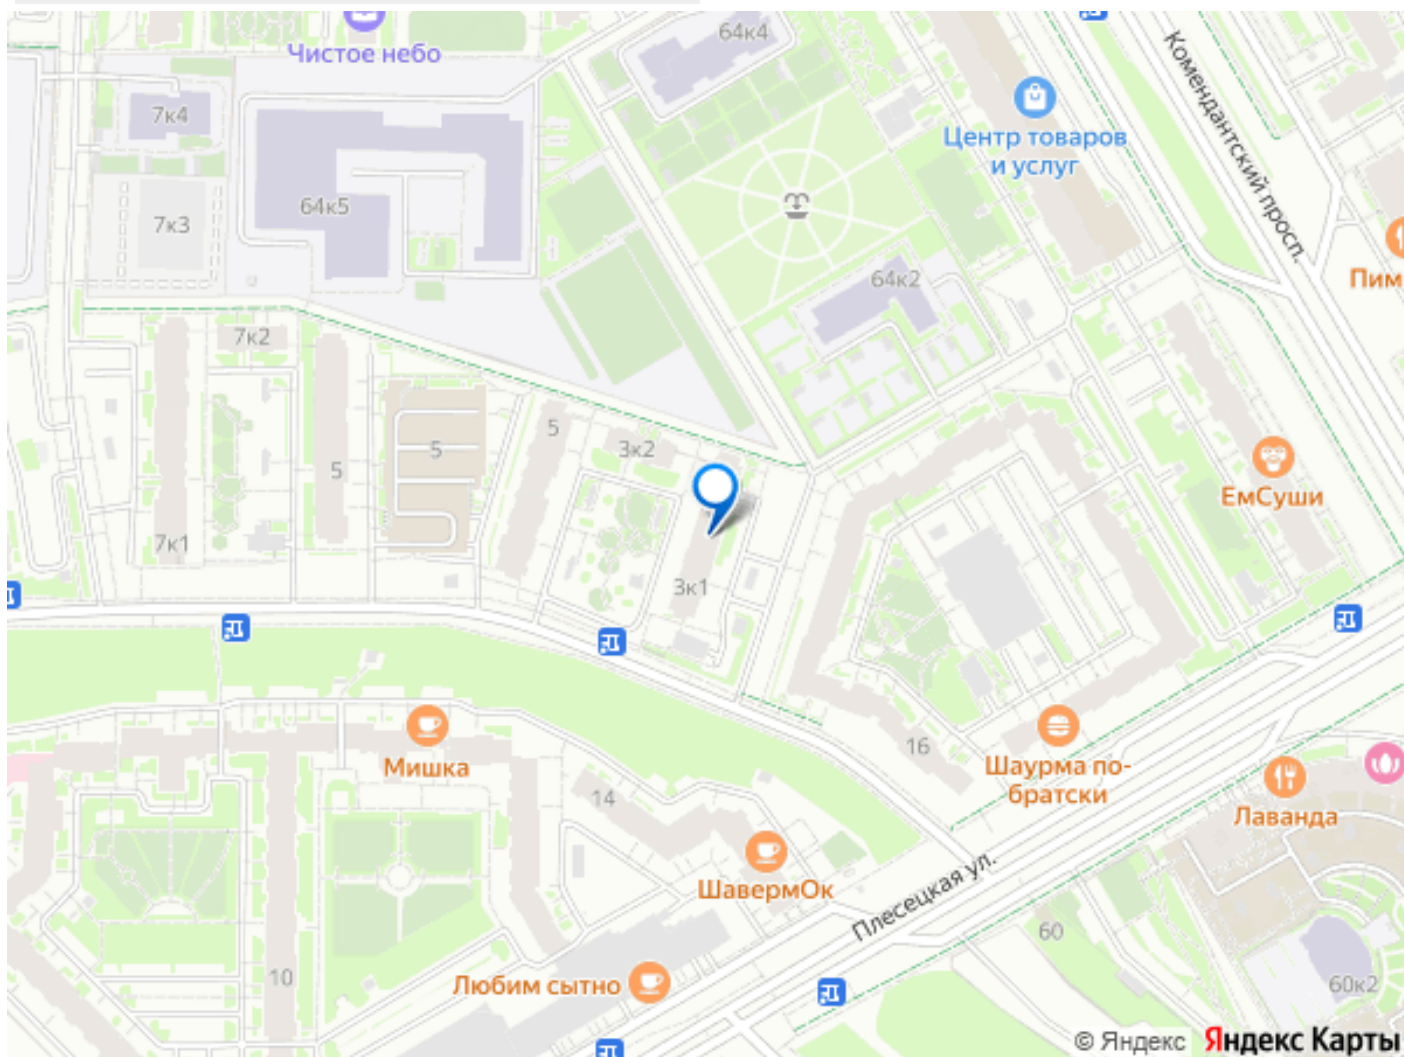 Чистое небо
64к4
Комендантский просп.
7к4
Центр товаров
и услуг
64к5
7к3
64к2
Пим
7к2
5
3к2
5
5
ЕмСуши
7к1
3к1
Мишка
16
Шаурма по-
братски
14
Лаванда
ШавермОк
Плесецкая ул.
60
10
Любим сытно
60к2
© Яндекс
Яндекс Карты